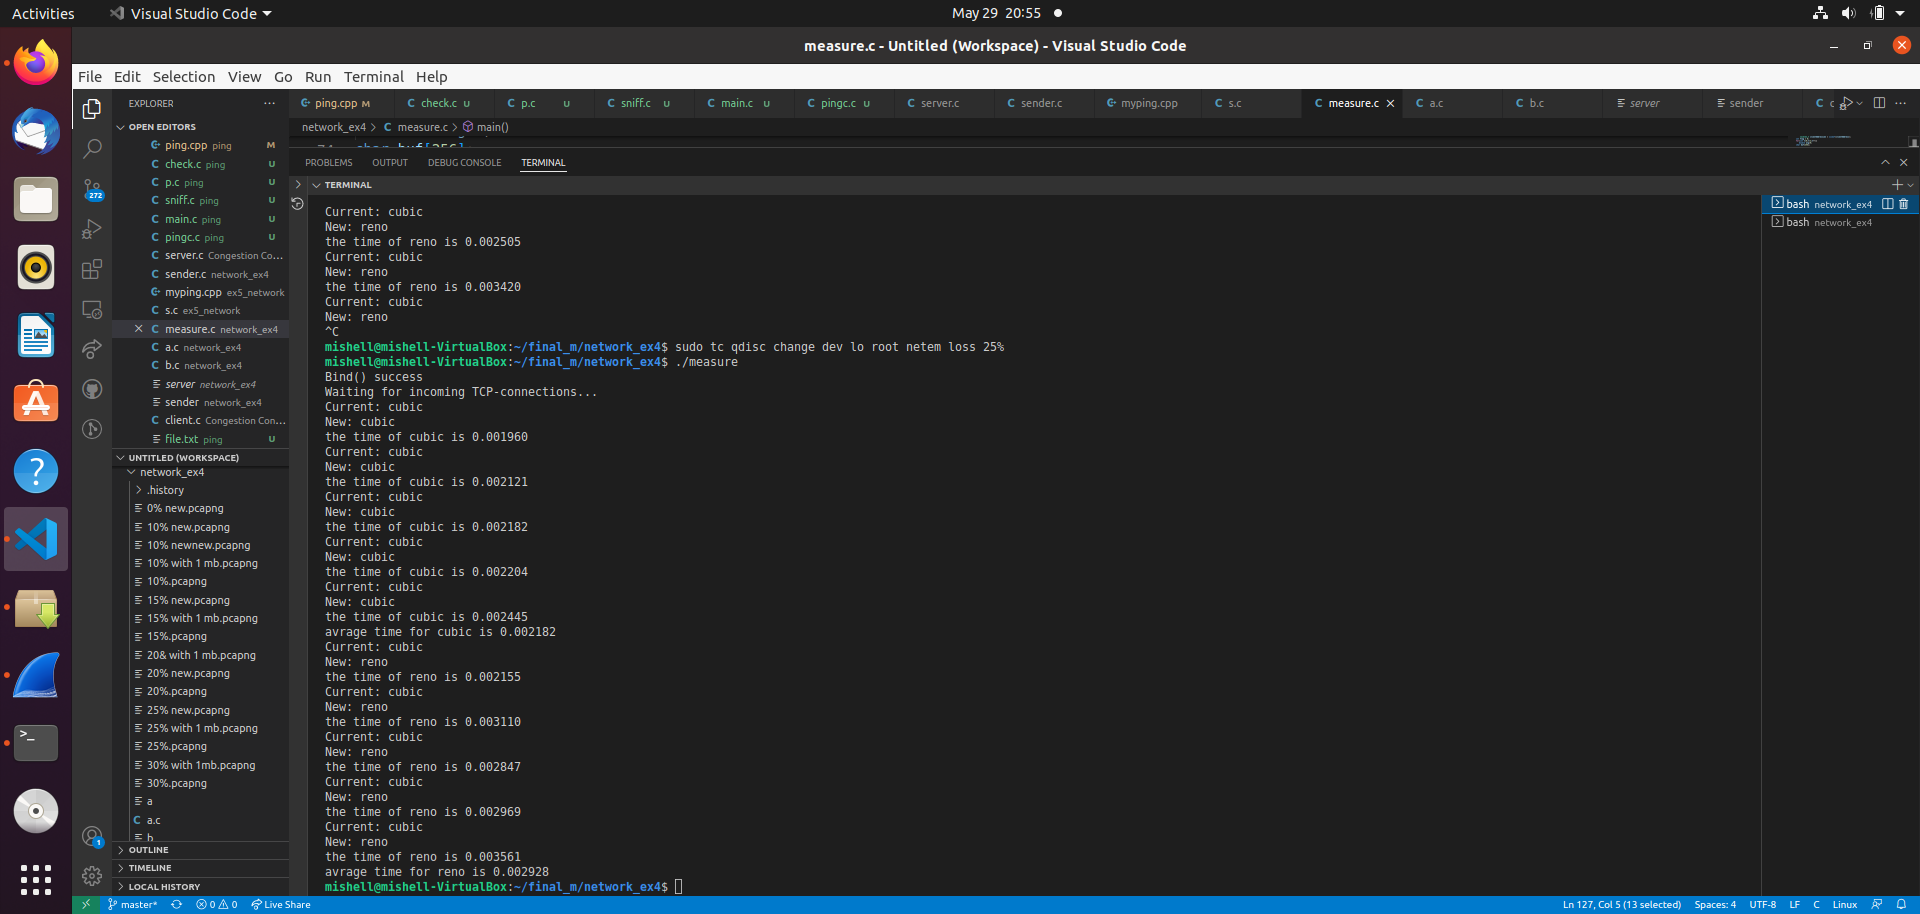 Activities
Visual Studio Code
May 29 20:55
measure.c - Untitled (Workspace) - Visual Studio Code
File Edit Selection View Go Run Terminal Help
EXPLORER
OPEN EDITORS
ping.cpp ping M
check.c ping U
p.c ping U
sniff.c ping U
main.c ping U
pingc.c ping U
server.c Congestion Co...
sender.c network_ex4
myping.cpp ex5_network
s.c ex5_network
measure.c network_ex4
a.c network_ex4
b.c network_ex4
server network_ex4
sender network_ex4
client.c Congestion Con...
file.txt ping U
UNTITLED (WORKSPACE)
network_ex4
.history
0% new.pcapng
10% new.pcapng
10% newnew.pcapng
10% with 1 mb.pcapng
10%.pcapng
15% new.pcapng
15% with 1 mb.pcapng
15%.pcapng
20& with 1 mb.pcapng
20% new.pcapng
20%.pcapng
25% new.pcapng
25% with 1 mb.pcapng
25%.pcapng
30% with 1mb.pcapng
30%.pcapng
a
C a.c
b
OUTLINE
TIMELINE
LOCAL HISTORY
272
1
ping.cpp M
C check.c U
C p.c U
C sniff.c U
C main.c U
C pingc.c U
C server.c
C sender.c
myping.cpp
C s.c
C measure.c
C a.c
C b.c
server
sender
C c
network_ex4 > C measure.c > main()
PROBLEMS OUTPUT DEBUG CONSOLE TERMINAL
TERMINAL
Current: cubic
New: reno
the time of reno is 0.002505
Current: cubic
New: reno
the time of reno is 0.003420
Current: cubic
New: reno
^C
mishell@mishell-VirtualBox:~/final_m/network_ex4$ sudo tc qdisc change dev lo root netem loss 25%
mishell@mishell-VirtualBox:~/final_m/network_ex4$ ./measure
Bind() success
Waiting for incoming TCP-connections...
Current: cubic
New: cubic
the time of cubic is 0.001960
Current: cubic
New: cubic
the time of cubic is 0.002121
Current: cubic
New: cubic
the time of cubic is 0.002182
Current: cubic
New: cubic
the time of cubic is 0.002204
Current: cubic
New: cubic
the time of cubic is 0.002445
avrage time for cubic is 0.002182
Current: cubic
New: reno
the time of reno is 0.002155
Current: cubic
New: reno
the time of reno is 0.003110
Current: cubic
New: reno
the time of reno is 0.002847
Current: cubic
New: reno
the time of reno is 0.002969
Current: cubic
New: reno
the time of reno is 0.003561
avrage time for reno is 0.002928
mishell@mishell-VirtualBox:~/final_m/network_ex4$
bash network_ex4
bash network_ex4
master* 0 0 Live Share
Ln 127, Col 5 (13 selected) Spaces: 4 UTF-8 LF C Linux